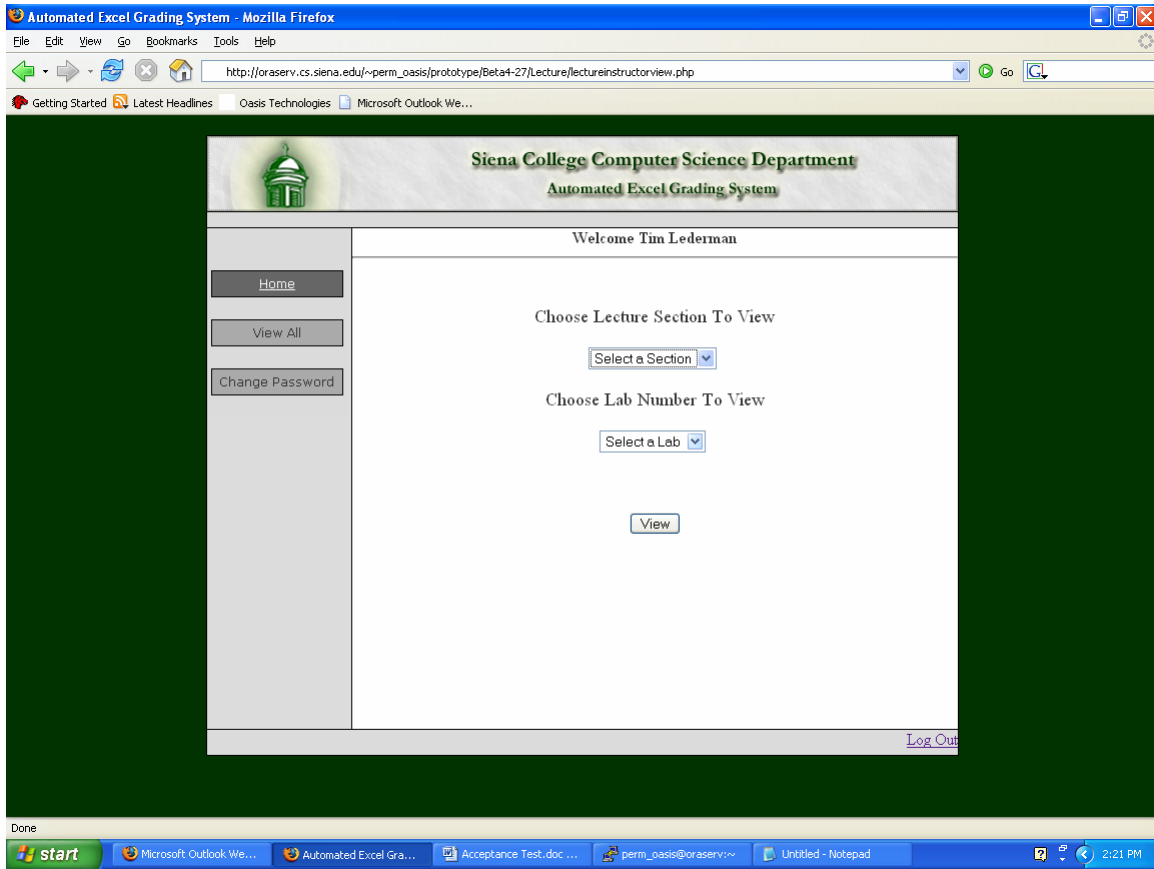 Automated Excel Grading System - Mozilla Firefox
File Edit View Go Bookmarks Tools Help
http://oraserv.cs.siena.edu/~perm_oasis/prototype/Beta4-27/Lecture/lectureinstructorview.php Go G
Getting Started Latest Headlines Oasis Technologies Microsoft Outlook We...
Siena College Computer Science Department
Automated Excel Grading System
Welcome Tim Lederman
Home
View All
Change Password
Choose Lecture Section To View
Select a Section
Choose Lab Number To View
Select a Lab
View
Log Out
Done
start Microsoft Outlook We... Automated Excel Gra... Acceptance Test.doc ... perm_oasis@oraserv:~ Untitled - Notepad 2:21 PM